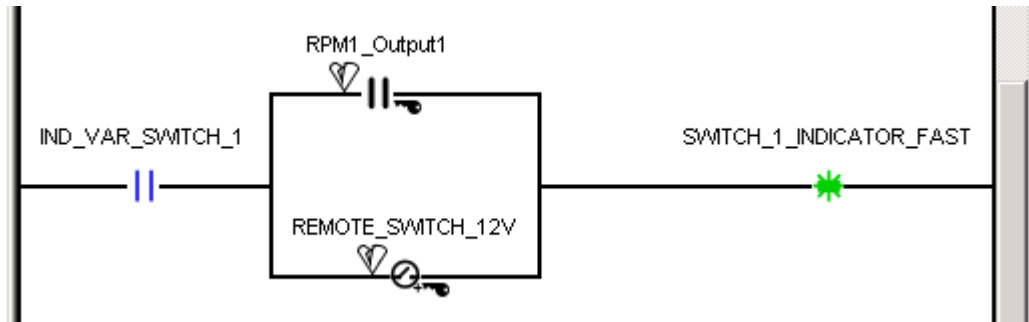 RPM1_Output1
IND_VAR_SWITCH_1
SWITCH_1_INDICATOR_FAST
REMOTE_SWITCH_12V